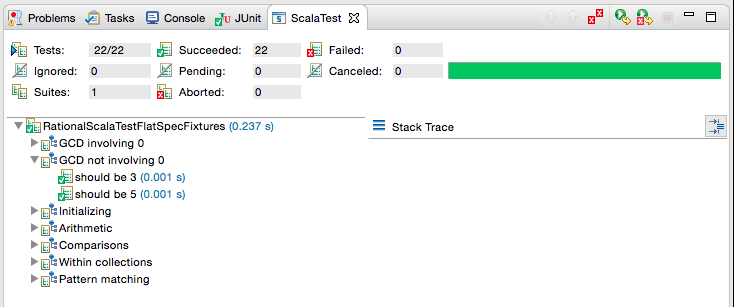 Problems Tasks Console JUnit ScalaTest
Tests: 22/22 Succeeded: 22 Failed: 0
Ignored: 0 Pending: 0 Canceled: 0
Suites: 1 Aborted: 0
RationalScalaTestFlatSpecFixtures (0.237 s)
Stack Trace
GCD involving 0
GCD not involving 0
should be 3 (0.001 s)
should be 5 (0.001 s)
Initializing
Arithmetic
Comparisons
Within collections
Pattern matching